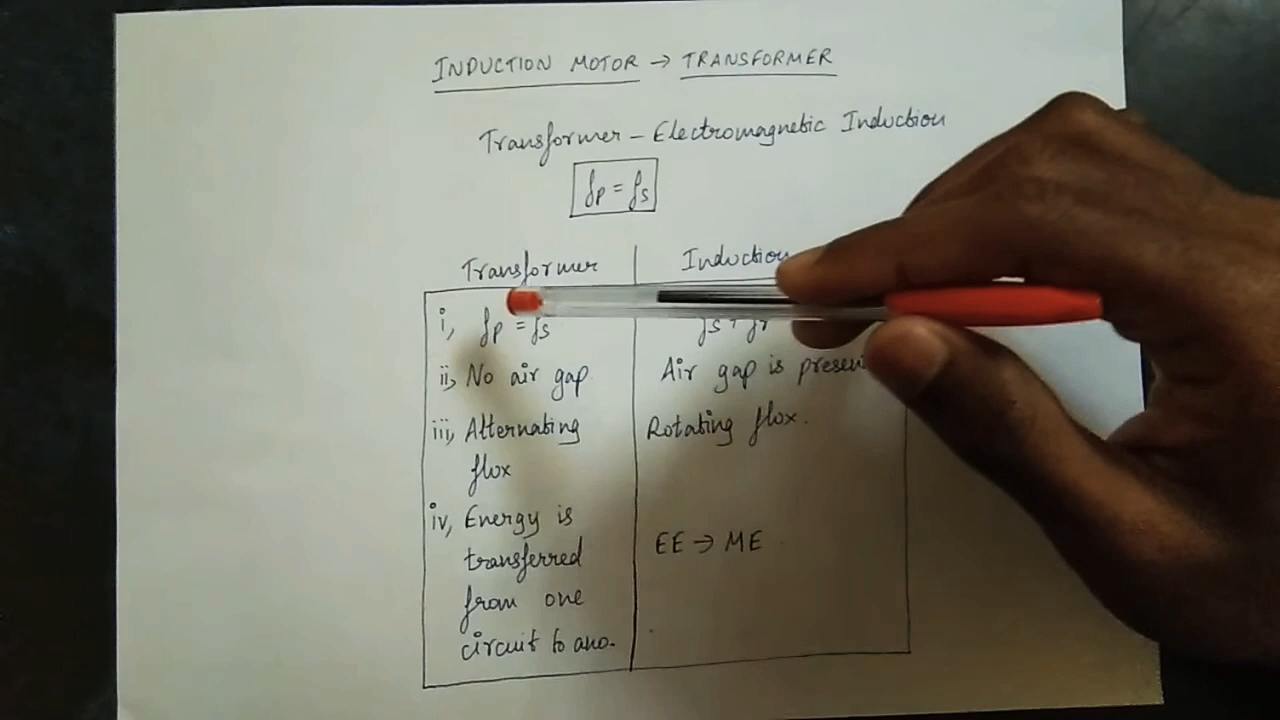 INDUCTION MOTOR → TRANSFORMER
Transformer - Electromagnetic Induction
fp = fs
Transformer
Induction
i, fp = fs
ii, No air gap
Air gap is
iii, Alternating
Rotating flux.
flux
iv, Energy is
EE → ME
transferred
from one
circuit to ano.